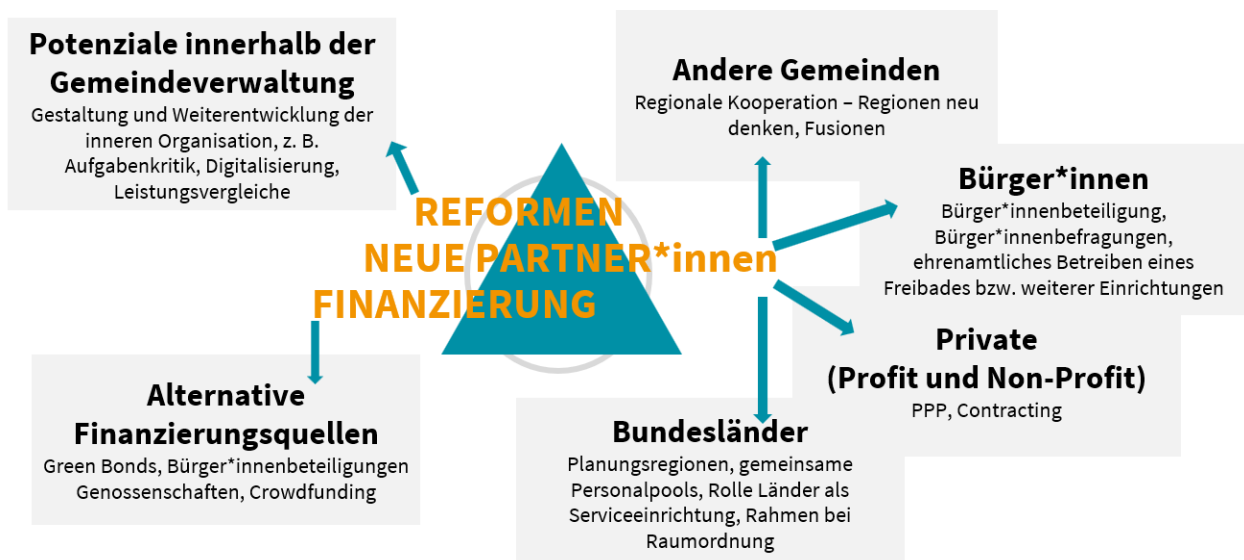 Potenziale innerhalb der
Gemeindeverwaltung
Gestaltung und Weiterentwicklung der
inneren Organisation, z. B.
Aufgabenkritik, Digitalisierung,
Leistungsvergleiche
Andere Gemeinden
Regionale Kooperation – Regionen neu
denken, Fusionen
Bürger*innen
Bürger*innenbeteiligung,
Bürger*innenbefragungen,
ehrenamtliches Betreiben eines
Freibades bzw. weiterer Einrichtungen
REFORMEN
NEUE PARTNER*innen
FINANZIERUNG
Private
(Profit und Non-Profit)
PPP, Contracting
Alternative
Finanzierungsquellen
Green Bonds, Bürger*innenbeteiligungen
Genossenschaften, Crowdfunding
Bundesländer
Planungsregionen, gemeinsame
Personalpools, Rolle Länder als
Serviceeinrichtung, Rahmen bei
Raumordnung